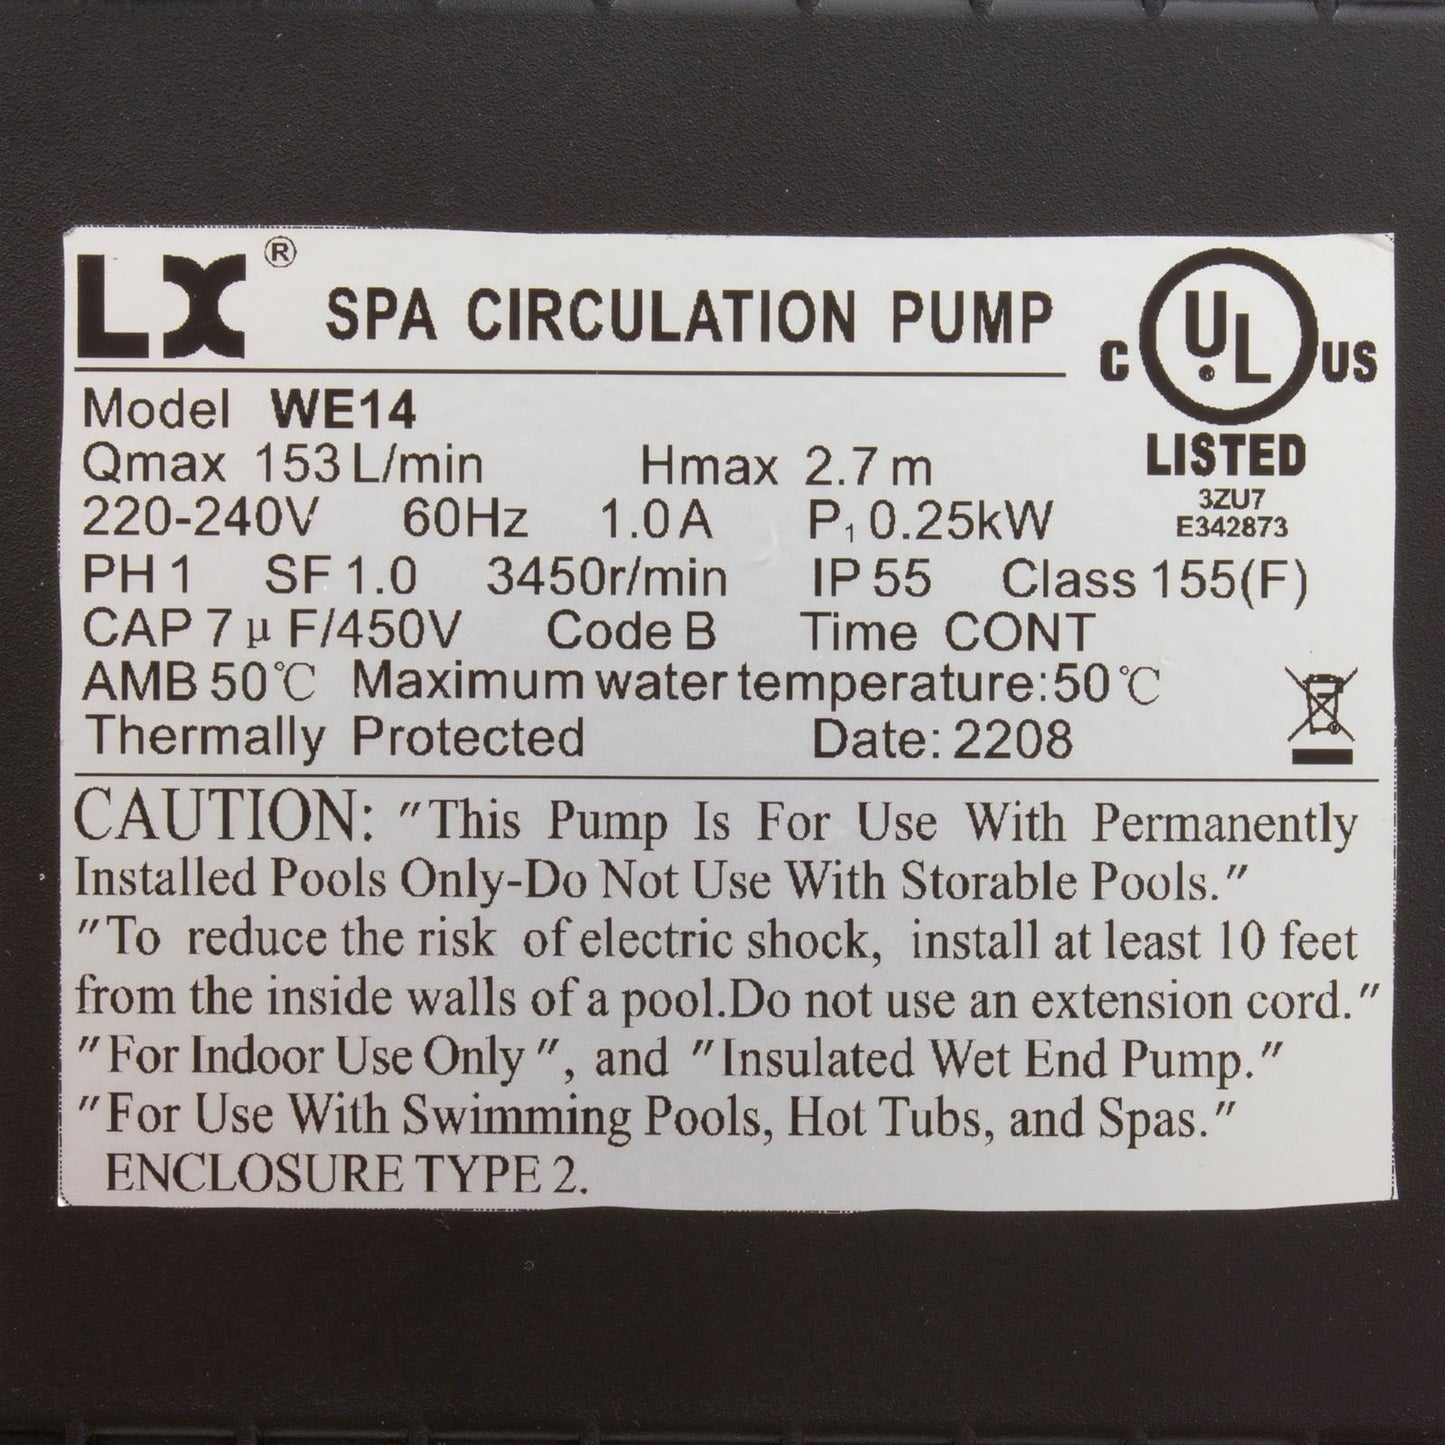 LX® SPA CIRCULATION PUMP
C UL US
LISTED
3ZU7
E342873
Model WE14
Qmax 153 L/min Hmax 2.7 m
220-240V 60Hz 1.0 A P1 0.25kW
PH 1 SF 1.0 3450r/min IP 55 Class 155(F)
CAP 7 μ F/450V Code B Time CONT
AMB 50℃ Maximum water temperature:50℃
Thermally Protected Date: 2208
CAUTION: "This Pump Is For Use With Permanently
Installed Pools Only-Do Not Use With Storable Pools."
"To reduce the risk of electric shock, install at least 10 feet
from the inside walls of a pool.Do not use an extension cord."
"For Indoor Use Only", and "Insulated Wet End Pump."
"For Use With Swimming Pools, Hot Tubs, and Spas."
ENCLOSURE TYPE 2.